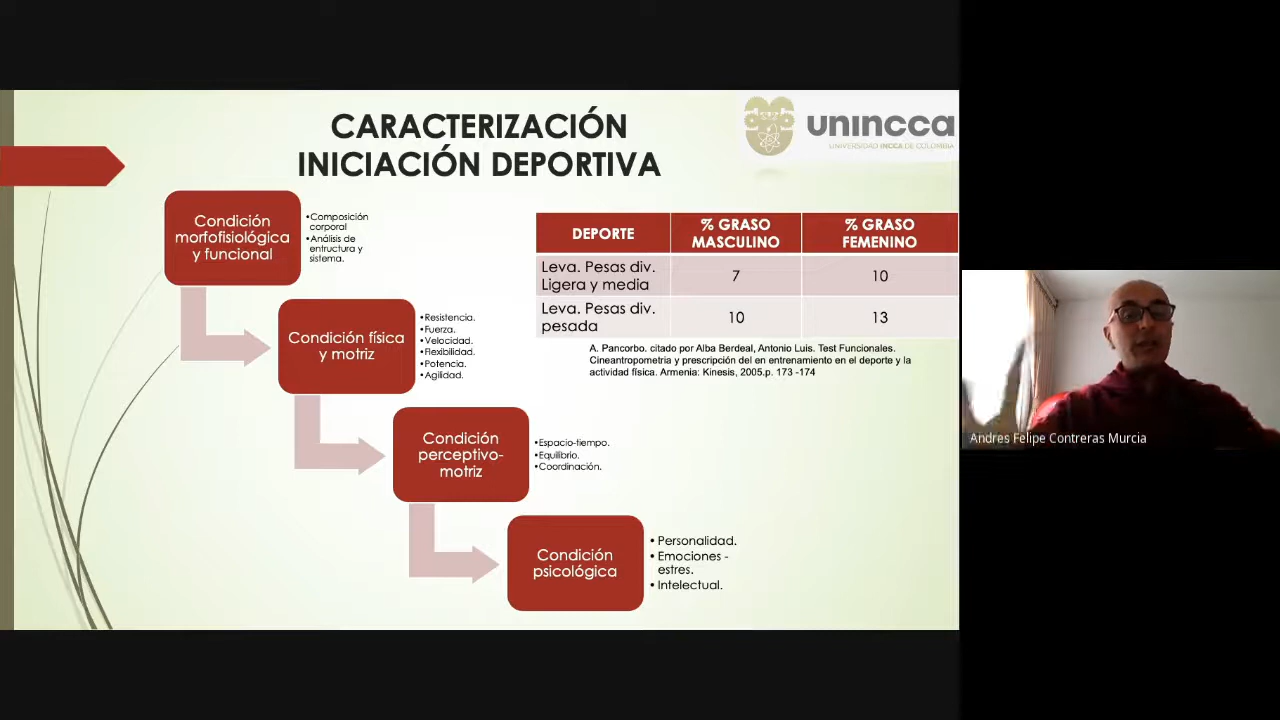 CARACTERIZACIÓN
INICIACIÓN DEPORTIVA
unincca
UNIVERSIDAD INCCA DE COLOMBIA
Condición
morfofisiológica
y funcional
•Composición
corporal
•Análisis de
entructura y
sistema.
Condición física
y motriz
•Resistencia.
•Fuerza.
•Velocidad.
•Flexibilidad.
•Potencia.
•Agilidad.
Condición
perceptivo-
motriz
•Espacio-tiempo.
•Equilibrio.
•Coordinación.
Condición
psicológica
• Personalidad.
• Emociones -
estres.
• Intelectual.
DEPORTE % GRASO MASCULINO % GRASO FEMENINO
Leva. Pesas div. Ligera y media 7 10
Leva. Pesas div. pesada 10 13
A. Pancorbo. citado por Alba Berdeal, Antonio Luis. Test Funcionales.
Cineantropometria y prescripción del en entrenamiento en el deporte y la
actividad física. Armenia: Kinesis, 2005.p. 173 -174
Andres Felipe Contreras Murcia